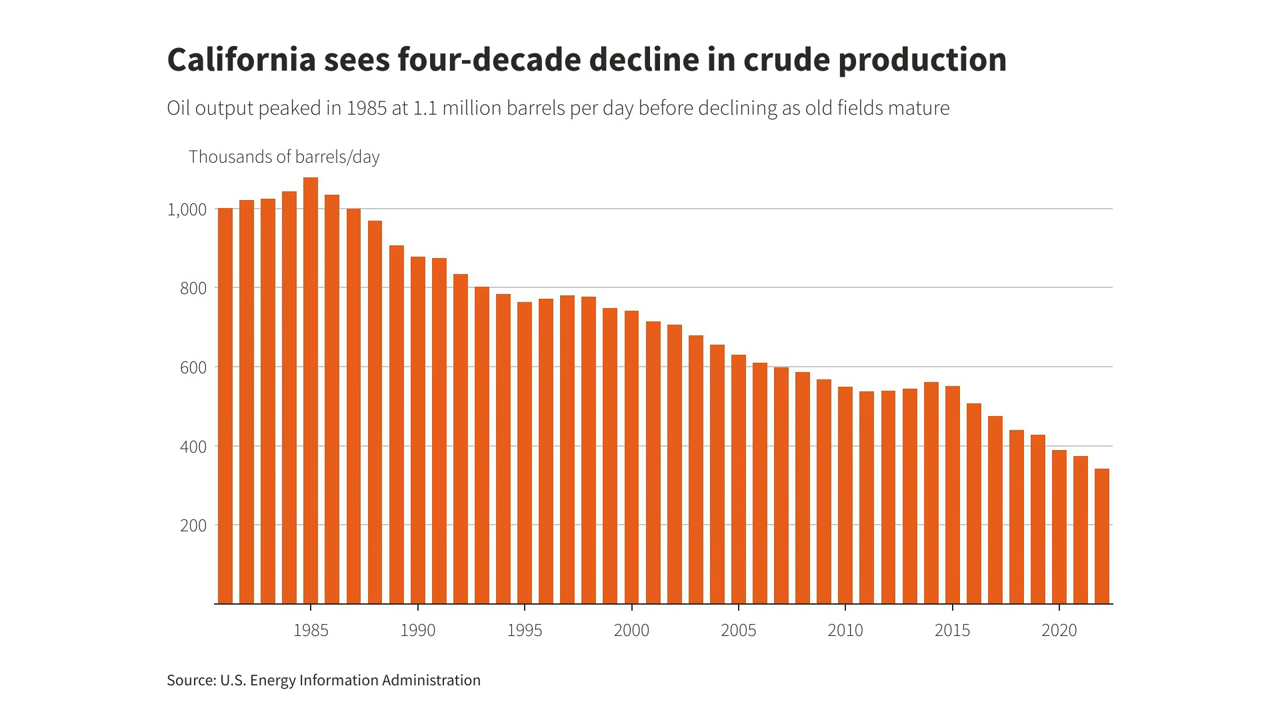 California sees four-decade decline in crude production
Oil output peaked in 1985 at 1.1 million barrels per day before declining as old fields mature
Thousands of barrels/day
1,000
800
600
400
200
1985 1990 1995 2000 2005 2010 2015 2020
Source: U.S. Energy Information Administration